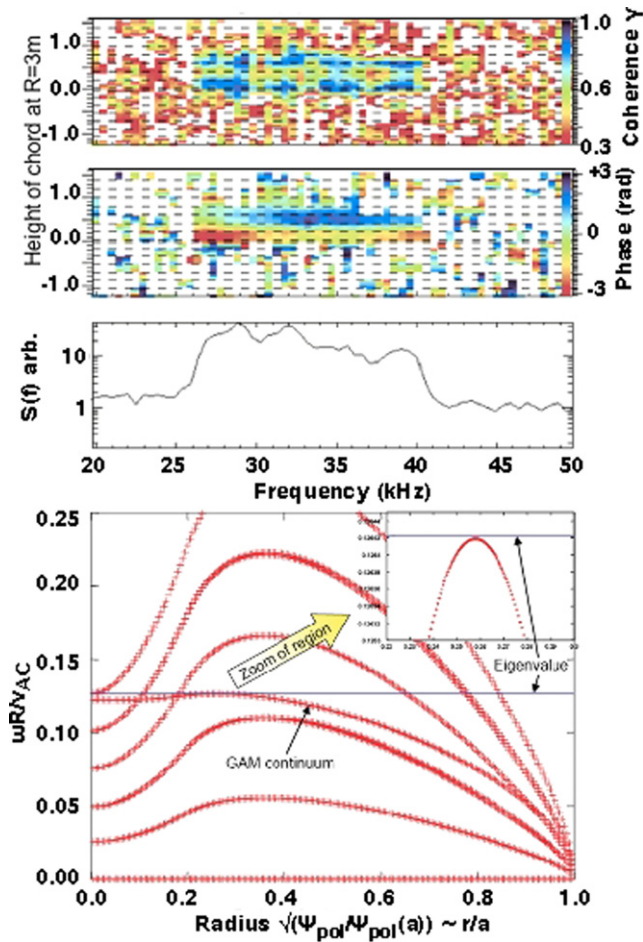 Height of chord at R=3m
1.0
0.0
-1.0
1.0
0.6
0.3
Coherence Y
1.0
0.0
-1.0
+3
0
-3
Phase (rad)
S(f) arb.
10
1
20 25 30 35 40 45 50
Frequency (kHz)
ωR/vAC
0.25
0.20
0.15
0.10
0.05
0.00
Zoom of region
Eigenvalue
GAM continuum
0.0 0.2 0.4 0.6 0.8 1.0
Radius √(Ψpol/Ψpol(a) ~ r/a